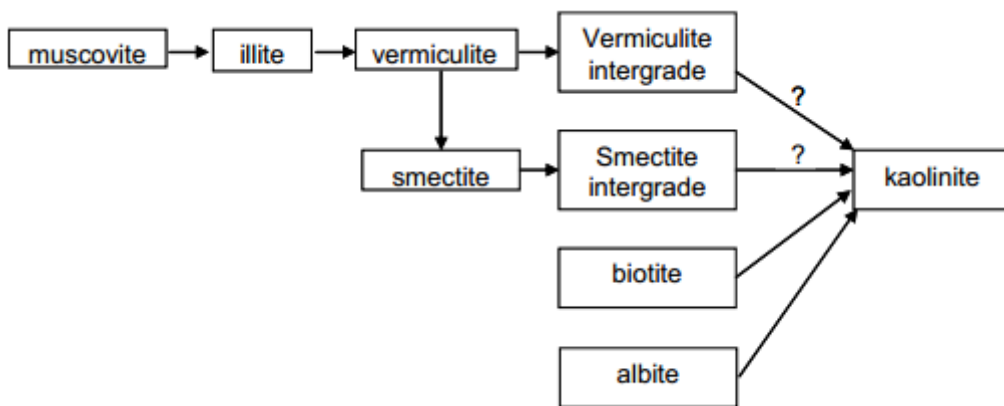 muscovite
illite
vermiculite
Vermiculite
intergrade
?
smectite
Smectite
intergrade
?
kaolinite
biotite
albite